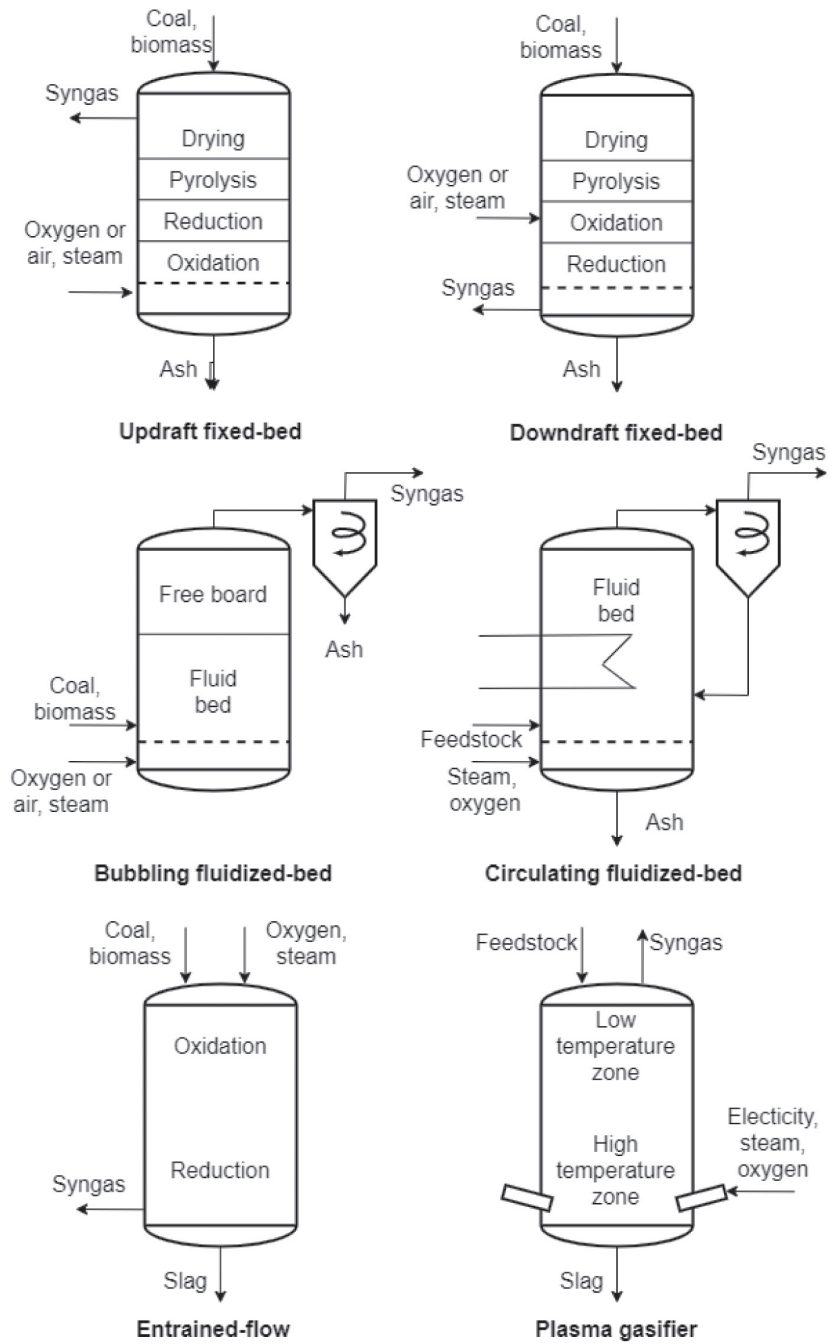 Coal,
biomass
Syngas
Drying
Pyrolysis
Reduction
Oxidation
Oxygen or
air, steam
Ash
Updraft fixed-bed
Coal,
biomass
Drying
Pyrolysis
Oxidation
Reduction
Oxygen or
air, steam
Syngas
Ash
Downdraft fixed-bed
Syngas
Free board
Ash
Fluid
bed
Coal,
biomass
Oxygen or
air, steam
Bubbling fluidized-bed
Syngas
Fluid
bed
Feedstock
Steam,
oxygen
Ash
Circulating fluidized-bed
Coal,
biomass
Oxygen,
steam
Oxidation
Reduction
Syngas
Slag
Entrained-flow
Feedstock
Syngas
Low
temperature
zone
High
temperature
zone
Electicity,
steam,
oxygen
Slag
Plasma gasifier